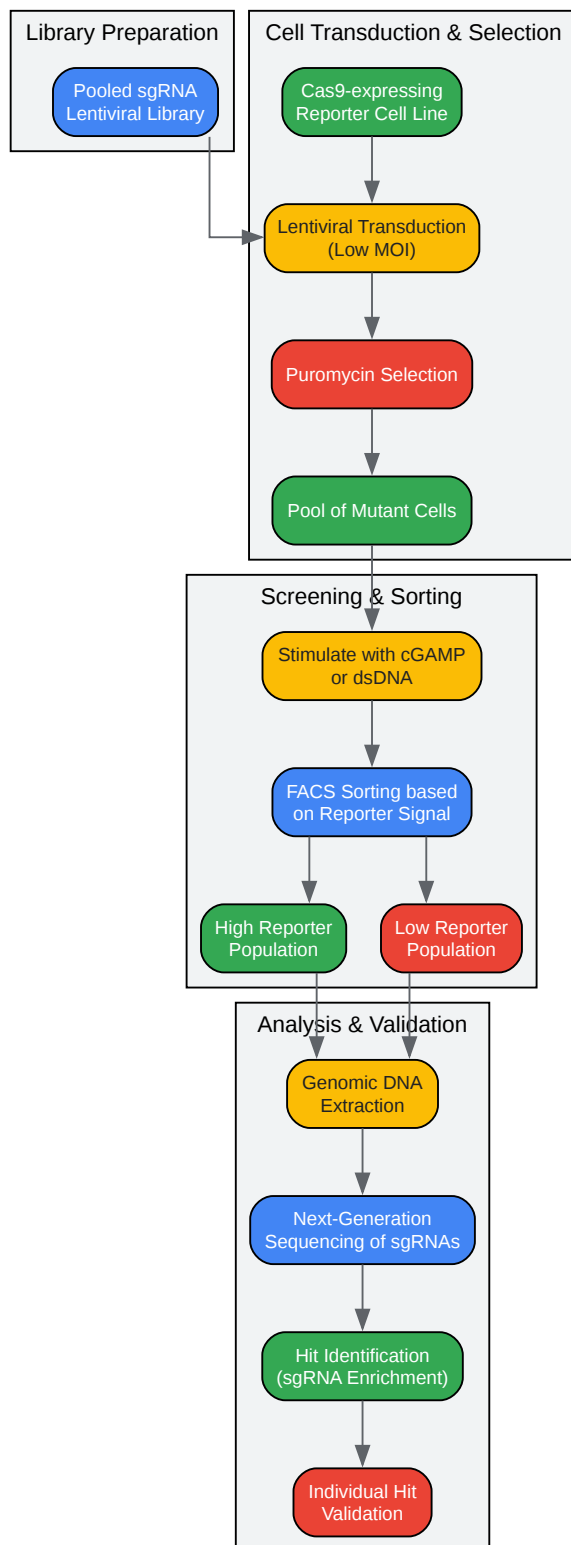 Library Preparation
Pooled sgRNA
Lentiviral Library
Cell Transduction & Selection
Cas9-expressing
Reporter Cell Line
Lentiviral Transduction
(Low MOI)
Puromycin Selection
Pool of Mutant Cells
Screening & Sorting
Stimulate with cGAMP
or dsDNA
FACS Sorting based
on Reporter Signal
High Reporter
Population
Low Reporter
Population
Analysis & Validation
Genomic DNA
Extraction
Next-Generation
Sequencing of sgRNAs
Hit Identification
(sgRNA Enrichment)
Individual Hit
Validation